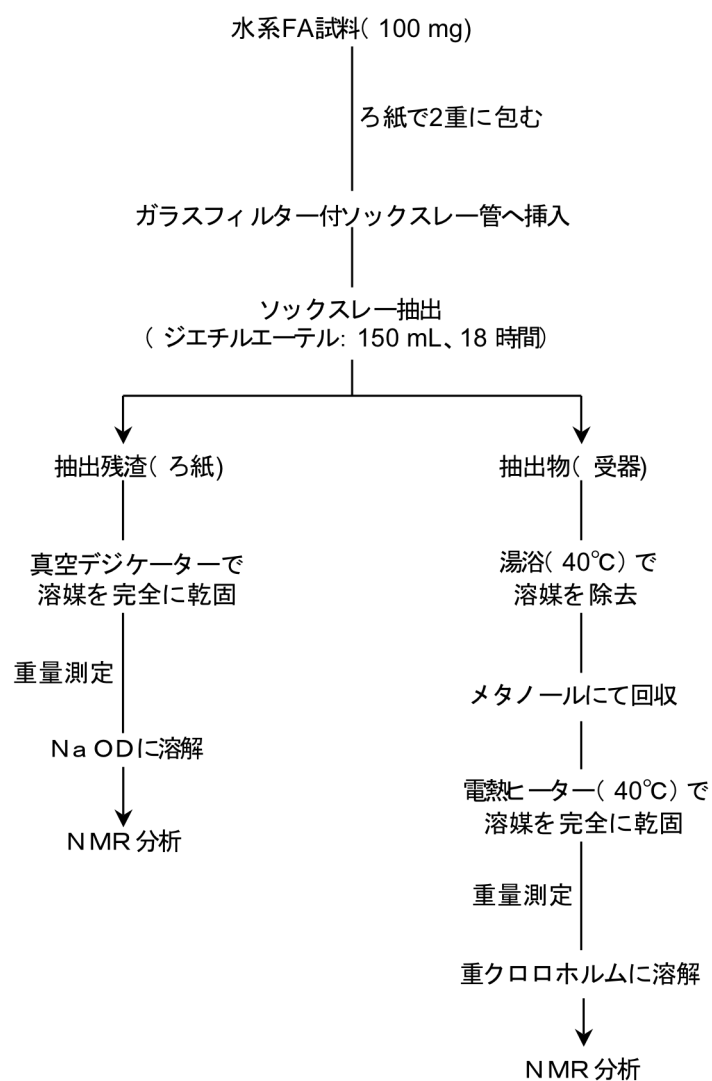 水系FA試料( 100 mg)
ろ紙で2重に包む
ガラスフィルター付ソックスレー管へ挿入
ソックスレー抽出
( ジエチルエーテル: 150 mL、18 時間)
抽出残渣( ろ紙)
真空デジケーターで
溶媒を完全に乾固
重量測定
NaODに溶解
NMR分析
抽出物( 受器)
湯浴( 40℃) で
溶媒を除去
メタノールにて回収
電熱ヒーター( 40℃) で
溶媒を完全に乾固
重量測定
重クロロホルムに溶解
NMR分析